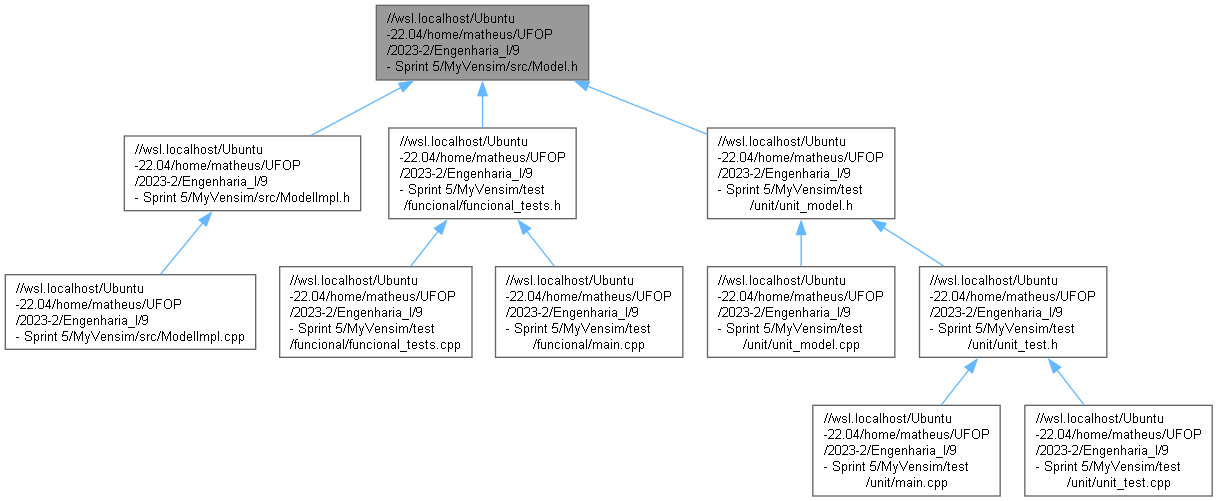 //wsl.localhost/Ubuntu
-22.04/home/matheus/UFOP
/2023-2/Engenharia_I/9
- Sprint 5/MyVensim/src/Model.h
//wsl.localhost/Ubuntu
-22.04/home/matheus/UFOP
/2023-2/Engenharia_I/9
- Sprint 5/MyVensim/src/ModelImpl.h
//wsl.localhost/Ubuntu
-22.04/home/matheus/UFOP
/2023-2/Engenharia_I/9
- Sprint 5/MyVensim/test
/funcional/funcional_tests.h
//wsl.localhost/Ubuntu
-22.04/home/matheus/UFOP
/2023-2/Engenharia_I/9
- Sprint 5/MyVensim/test
/unit/unit_model.h
//wsl.localhost/Ubuntu
-22.04/home/matheus/UFOP
/2023-2/Engenharia_I/9
- Sprint 5/MyVensim/src/ModelImpl.cpp
//wsl.localhost/Ubuntu
-22.04/home/matheus/UFOP
/2023-2/Engenharia_I/9
- Sprint 5/MyVensim/test
/funcional/funcional_tests.cpp
//wsl.localhost/Ubuntu
-22.04/home/matheus/UFOP
/2023-2/Engenharia_I/9
- Sprint 5/MyVensim/test
/funcional/main.cpp
//wsl.localhost/Ubuntu
-22.04/home/matheus/UFOP
/2023-2/Engenharia_I/9
- Sprint 5/MyVensim/test
/unit/unit_model.cpp
//wsl.localhost/Ubuntu
-22.04/home/matheus/UFOP
/2023-2/Engenharia_I/9
- Sprint 5/MyVensim/test
/unit/unit_test.h
//wsl.localhost/Ubuntu
-22.04/home/matheus/UFOP
/2023-2/Engenharia_I/9
- Sprint 5/MyVensim/test
/unit/main.cpp
//wsl.localhost/Ubuntu
-22.04/home/matheus/UFOP
/2023-2/Engenharia_I/9
- Sprint 5/MyVensim/test
/unit/unit_test.cpp